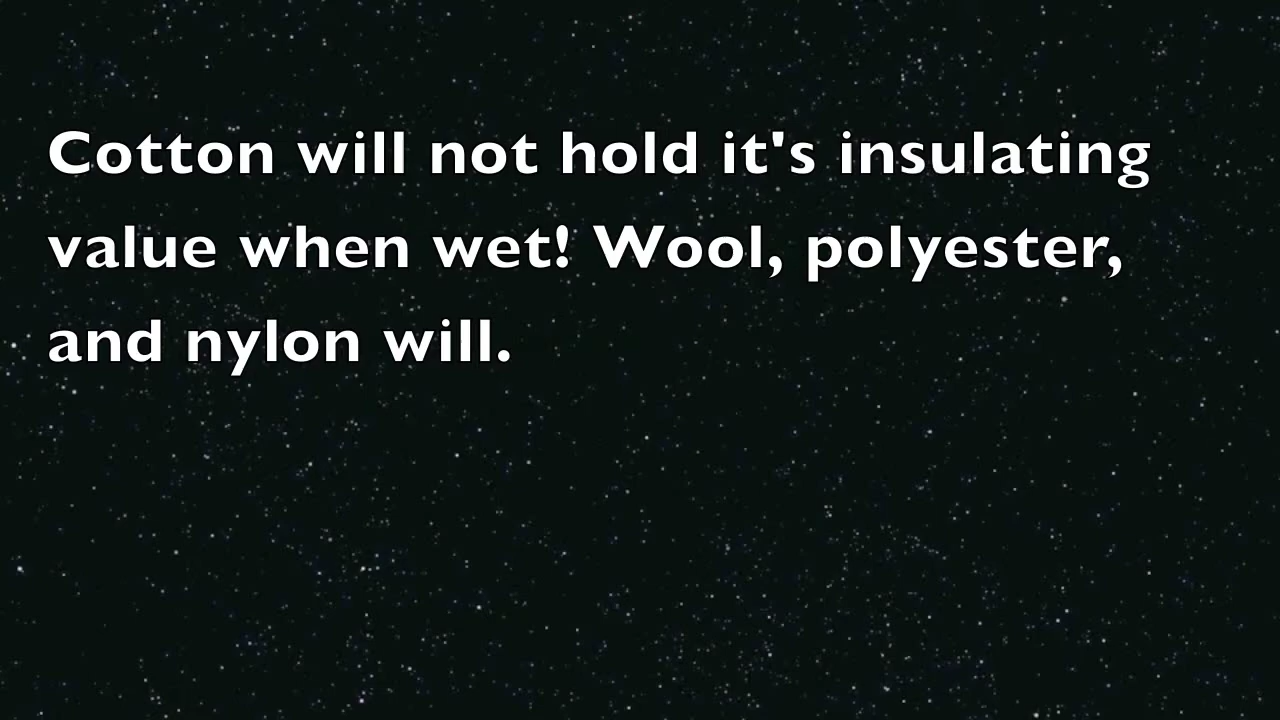 Cotton will not hold it's insulating
value when wet! Wool, polyester,
and nylon will.